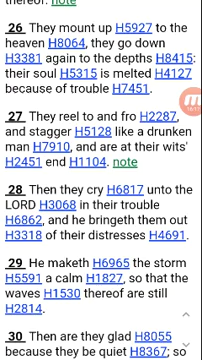 thereof. note
26 They mount up H5927 to the
heaven H8064, they go down
H3381 again to the depths H8415:
their soul H5315 is melted H4127
because of trouble H7451.
27 They reel to and fro H2287,
and stagger H5128 like a drunken
man H7910, and are at their wits'
H2451 end H1104. note
28 Then they cry H6817 unto the
LORD H3068 in their trouble
H6862, and he bringeth them out
H3318 of their distresses H4691.
29 He maketh H6965 the storm
H5591 a calm H1827, so that the
waves H1530 thereof are still
H2814.
30 Then are they glad H8055
because they be quiet H8367; so